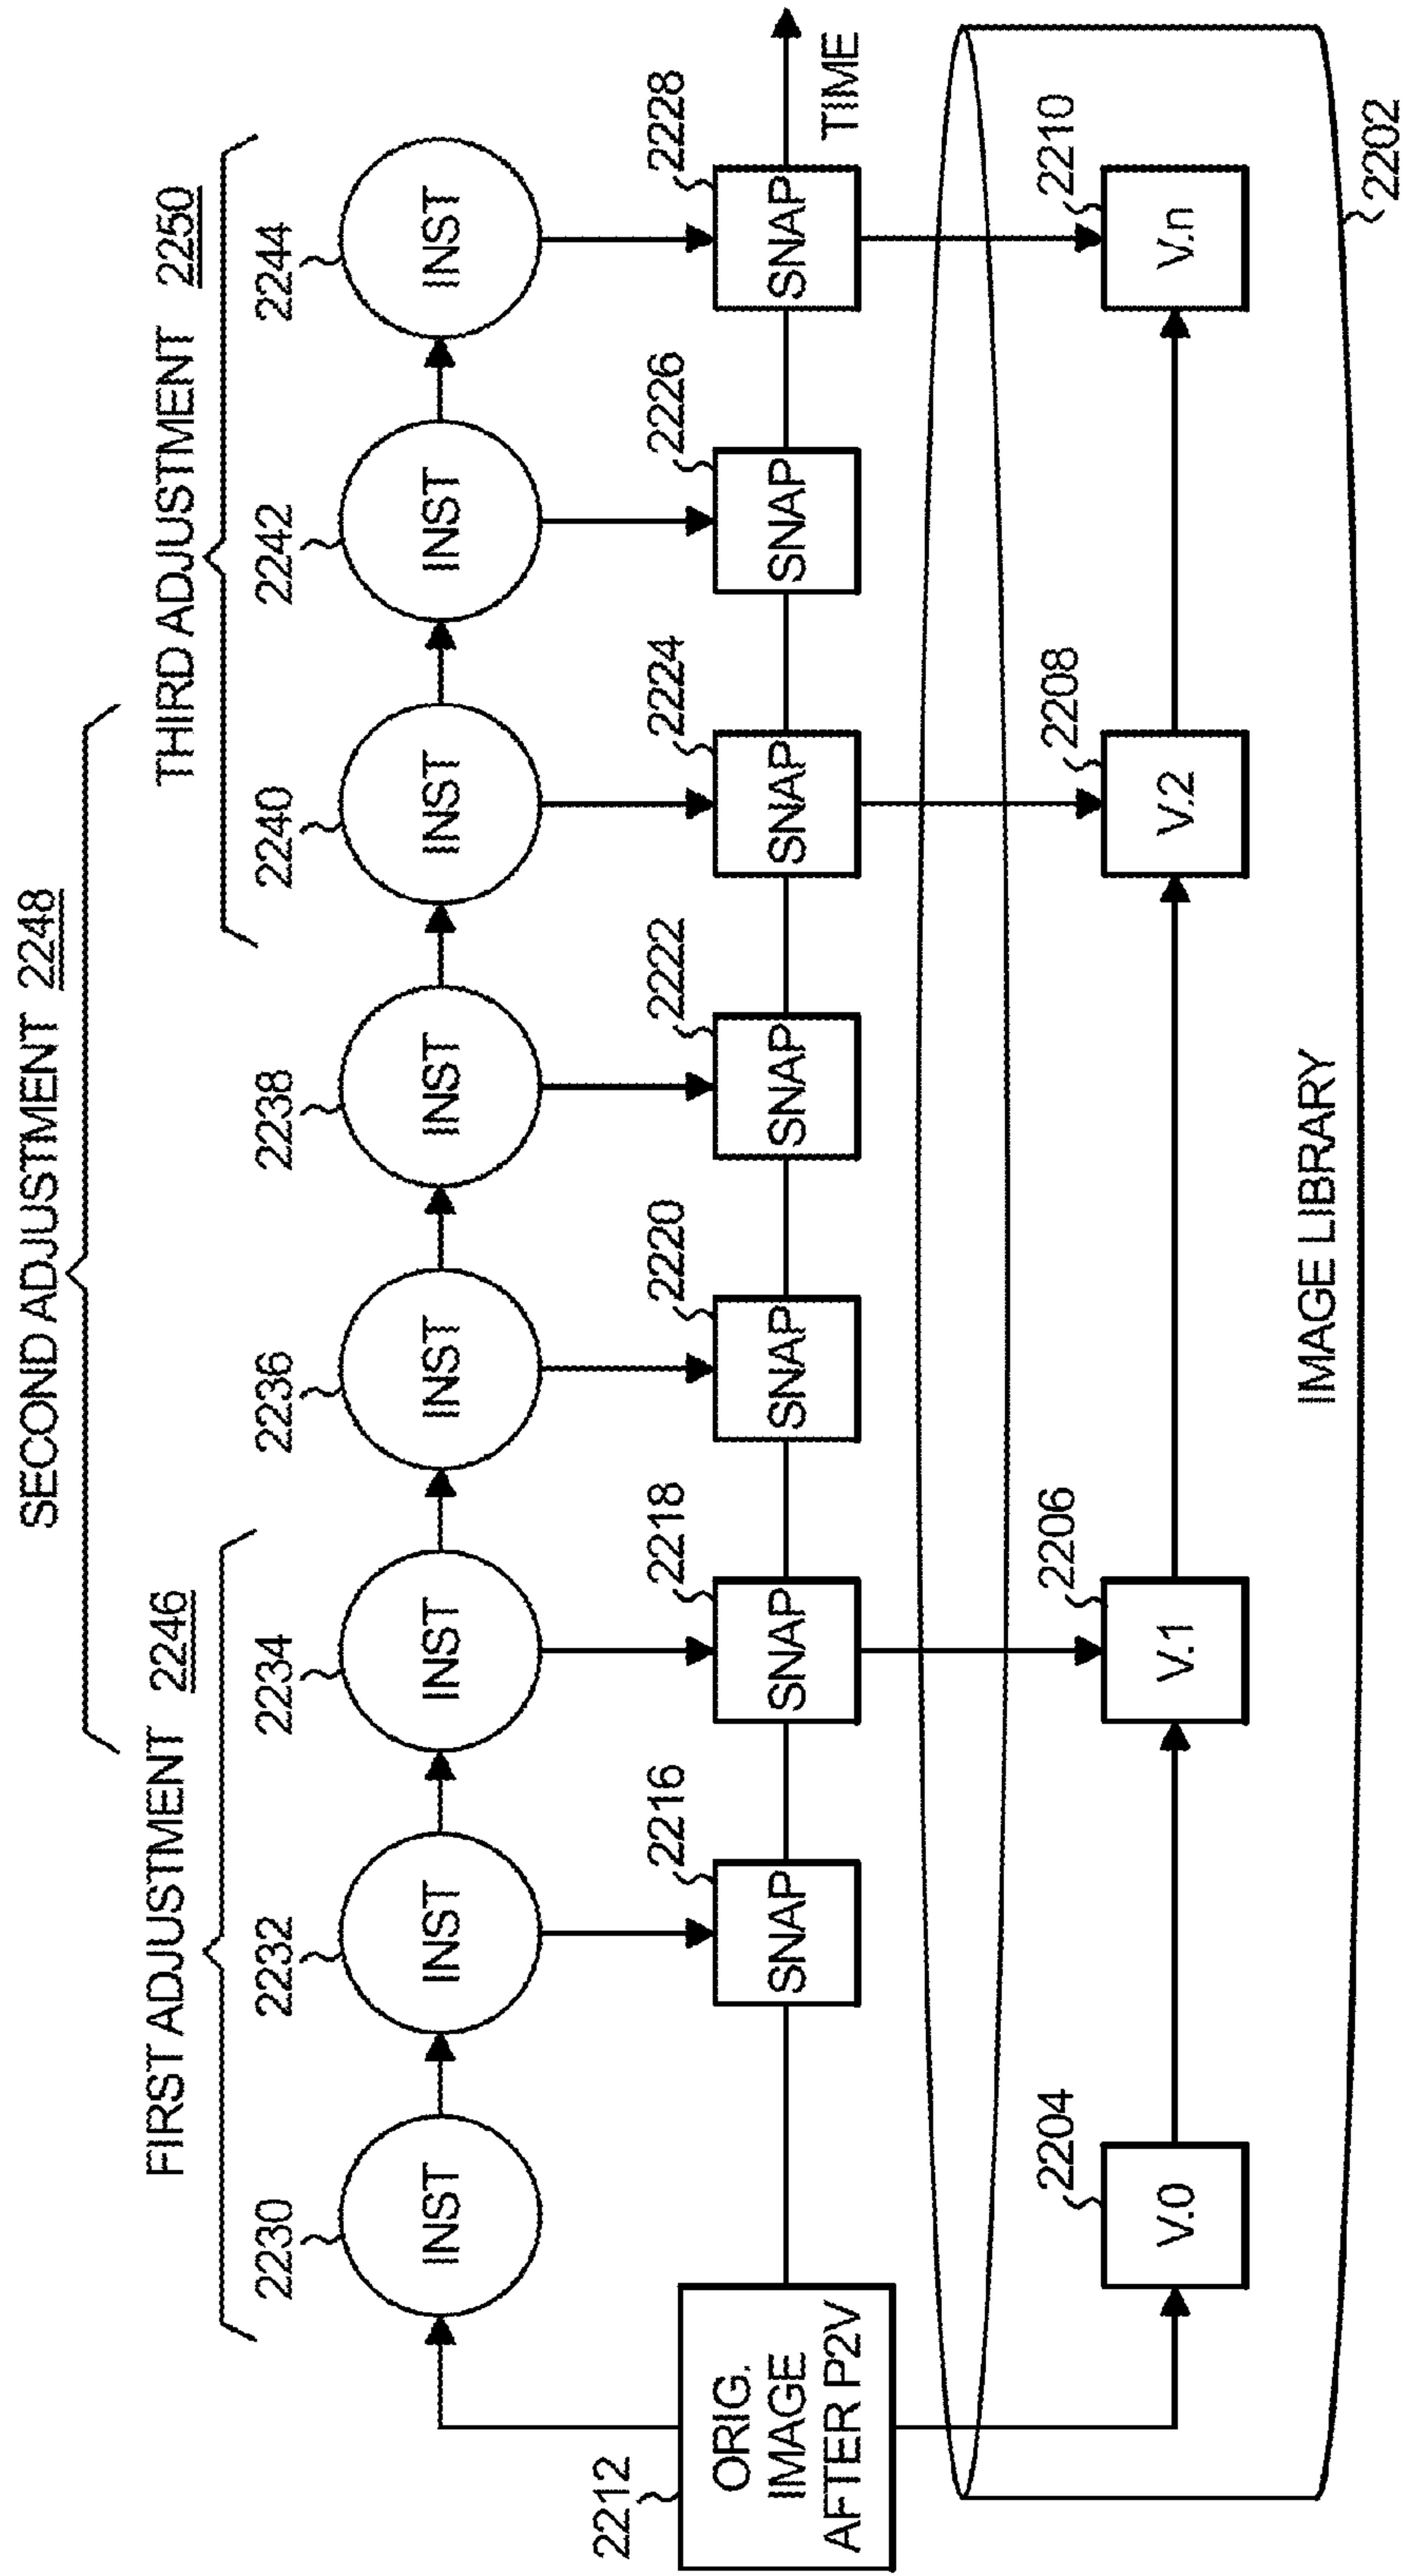 SECOND ADJUSTMENT 2248
FIRST ADJUSTMENT 2246
THIRD ADJUSTMENT 2250
2230
2232
2234
2236
2238
2240
2242
2244
INST
INST
INST
INST
INST
INST
INST
INST
2212
2216
2218
2220
2222
2224
2226
2228
ORIG.
IMAGE
AFTER P2V
SNAP
SNAP
SNAP
SNAP
SNAP
SNAP
SNAP
TIME
2204
2206
2208
2210
V.0
V.1
V.2
V.n
IMAGE LIBRARY
2202